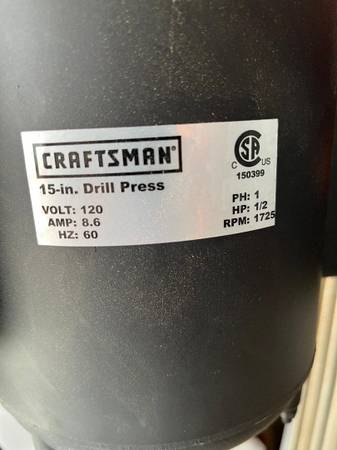 CRAFTSMAN®
15-in. Drill Press
VOLT: 120
AMP: 8.6
HZ: 60
C SA US
150399
PH: 1
HP: 1/2
RPM: 1725